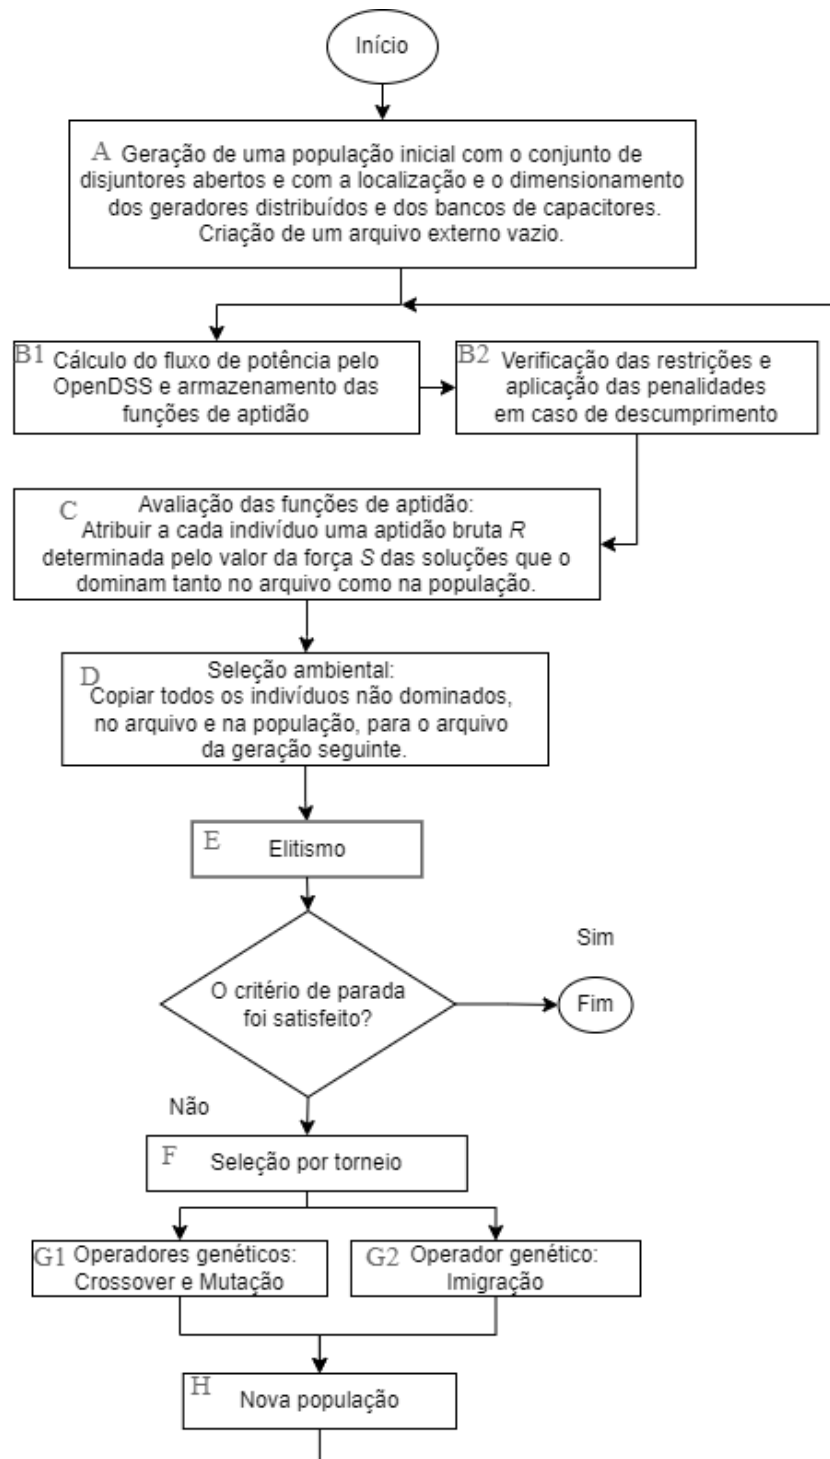 Início
A Geração de uma população inicial com o conjunto de
disjuntores abertos e com a localização e o dimensionamento
dos geradores distribuídos e dos bancos de capacitores.
Criação de um arquivo externo vazio.
B1 Cálculo do fluxo de potência pelo
OpenDSS e armazenamento das
funções de aptidão
B2 Verificação das restrições e
aplicação das penalidades
em caso de descumprimento
C Avaliação das funções de aptidão:
Atribuir a cada indivíduo uma aptidão bruta R
determinada pelo valor da força S das soluções que o
dominam tanto no arquivo como na população.
D Seleção ambiental:
Copiar todos os indivíduos não dominados,
no arquivo e na população, para o arquivo
da geração seguinte.
E Elitismo
O critério de parada
foi satisfeito?
Sim
Fim
Não
F Seleção por torneio
G1 Operadores genéticos:
Crossover e Mutação
G2 Operador genético:
Imigração
H Nova população